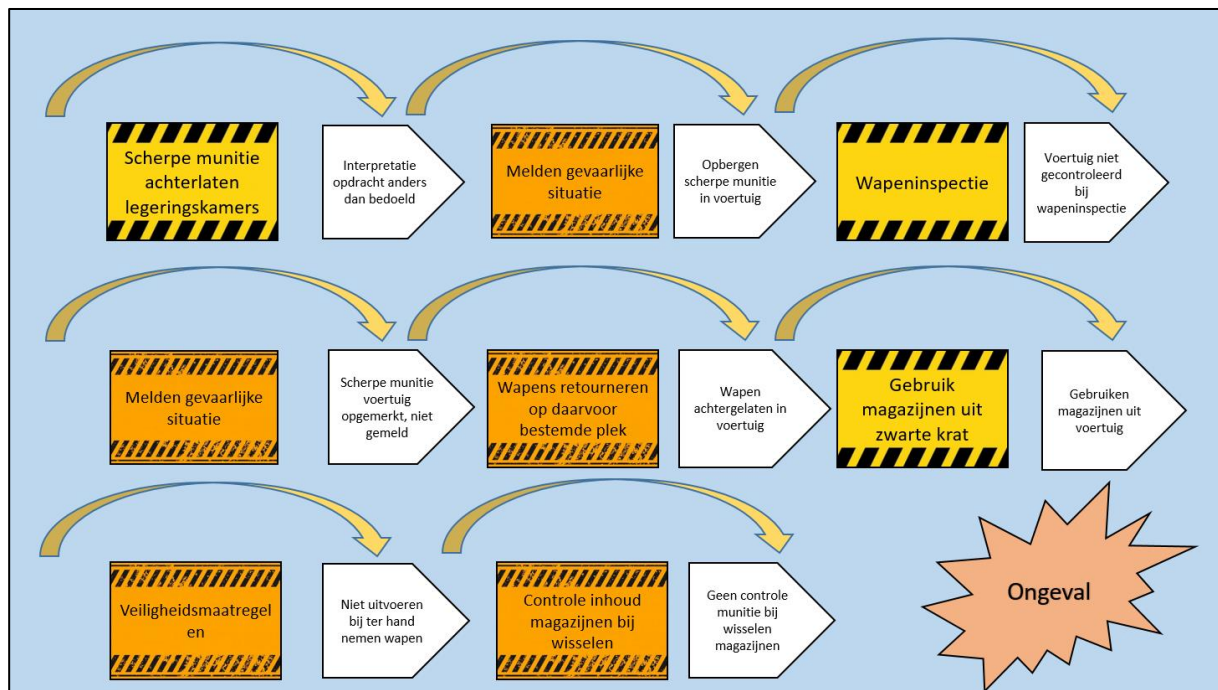 Scherpe munitie
achterlaten
legeringskamers
Interpretatie
opdracht anders
dan bedoeld
Melden gevaarlijke
situatie
Opbergen
scherpe munitie
in voertuig
Wapeninspectie
Voertuig niet
gecontroleerd
bij
wapeninspectie
Melden gevaarlijke
situatie
Scherpe munitie
voertuig
opgemerkt, niet
gemeld
Wapens retourneren
op daarvoor
bestemde plek
Wapen
achtergelaten in
voertuig
Gebruik
magazijnen uit
zwarte krat
Gebruiken
magazijnen uit
voertuig
Veiligheidsmaatregel
en
Niet uitvoeren
bij ter hand
nemen wapen
Controle inhoud
magazijnen bij
wisselen
Geen controle
munitie bij
wisselen
magazijnen
Ongeval